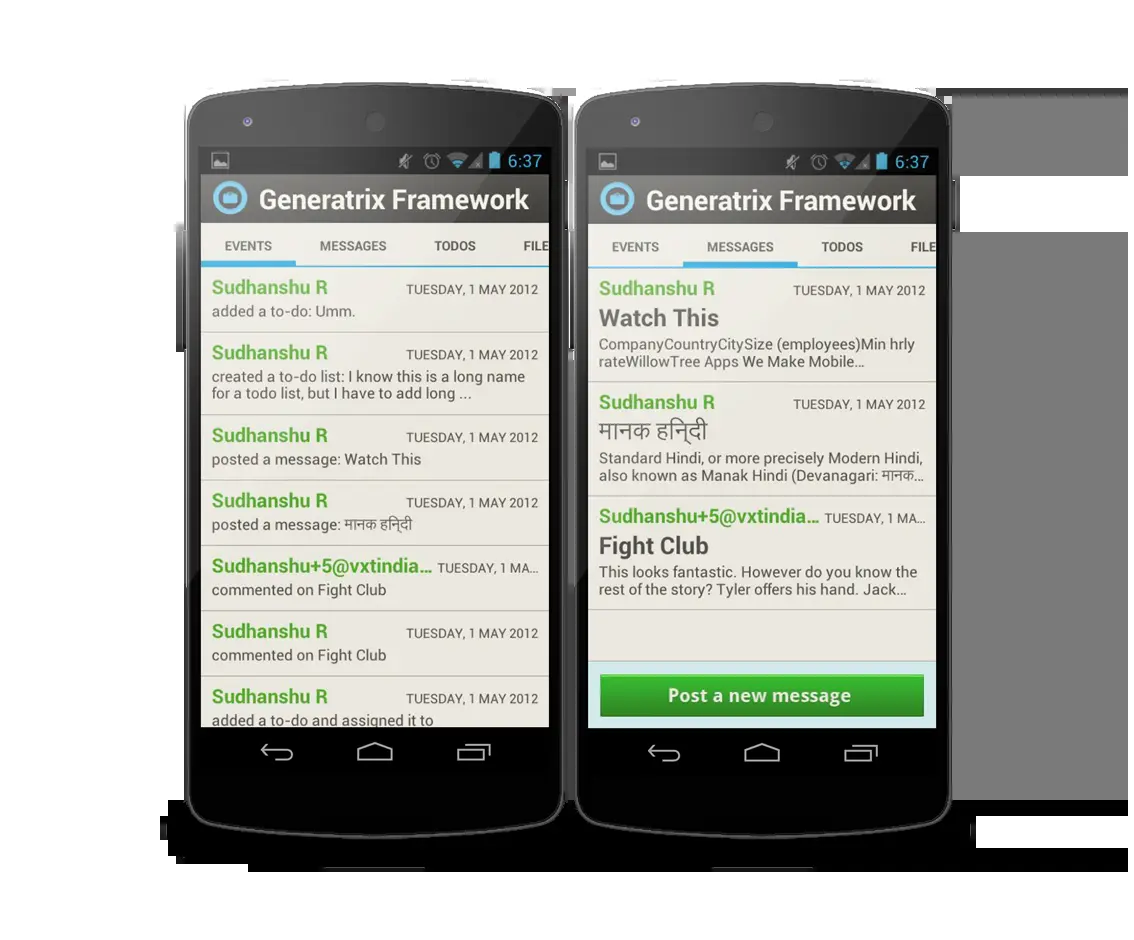 6:37
Generatrix Framework
EVENTS MESSAGES TODOS FILE
Sudhanshu R TUESDAY, 1 MAY 2012
added a to-do: Umm.
Sudhanshu R TUESDAY, 1 MAY 2012
created a to-do list: I know this is a long name
for a todo list, but I have to add long ...
Sudhanshu R TUESDAY, 1 MAY 2012
posted a message: Watch This
Sudhanshu R TUESDAY, 1 MAY 2012
posted a message: मानक हिन्दी
Sudhanshu+5@vxtindia... TUESDAY, 1 MA...
commented on Fight Club
Sudhanshu R TUESDAY, 1 MAY 2012
commented on Fight Club
Sudhanshu R TUESDAY, 1 MAY 2012
added a to-do and assigned it to
6:37
Generatrix Framework
EVENTS MESSAGES TODOS FILE
Sudhanshu R TUESDAY, 1 MAY 2012
Watch This
CompanyCountryCitySize (employees)Min hrly
rateWillowTree Apps We Make Mobile...
Sudhanshu R TUESDAY, 1 MAY 2012
मानक हिन्दी
Standard Hindi, or more precisely Modern Hindi,
also known as Manak Hindi (Devanagari: मानक...
Sudhanshu+5@vxtindia... TUESDAY, 1 MA...
Fight Club
This looks fantastic. However do you know the
rest of the story? Tyler offers his hand. Jack...
Post a new message